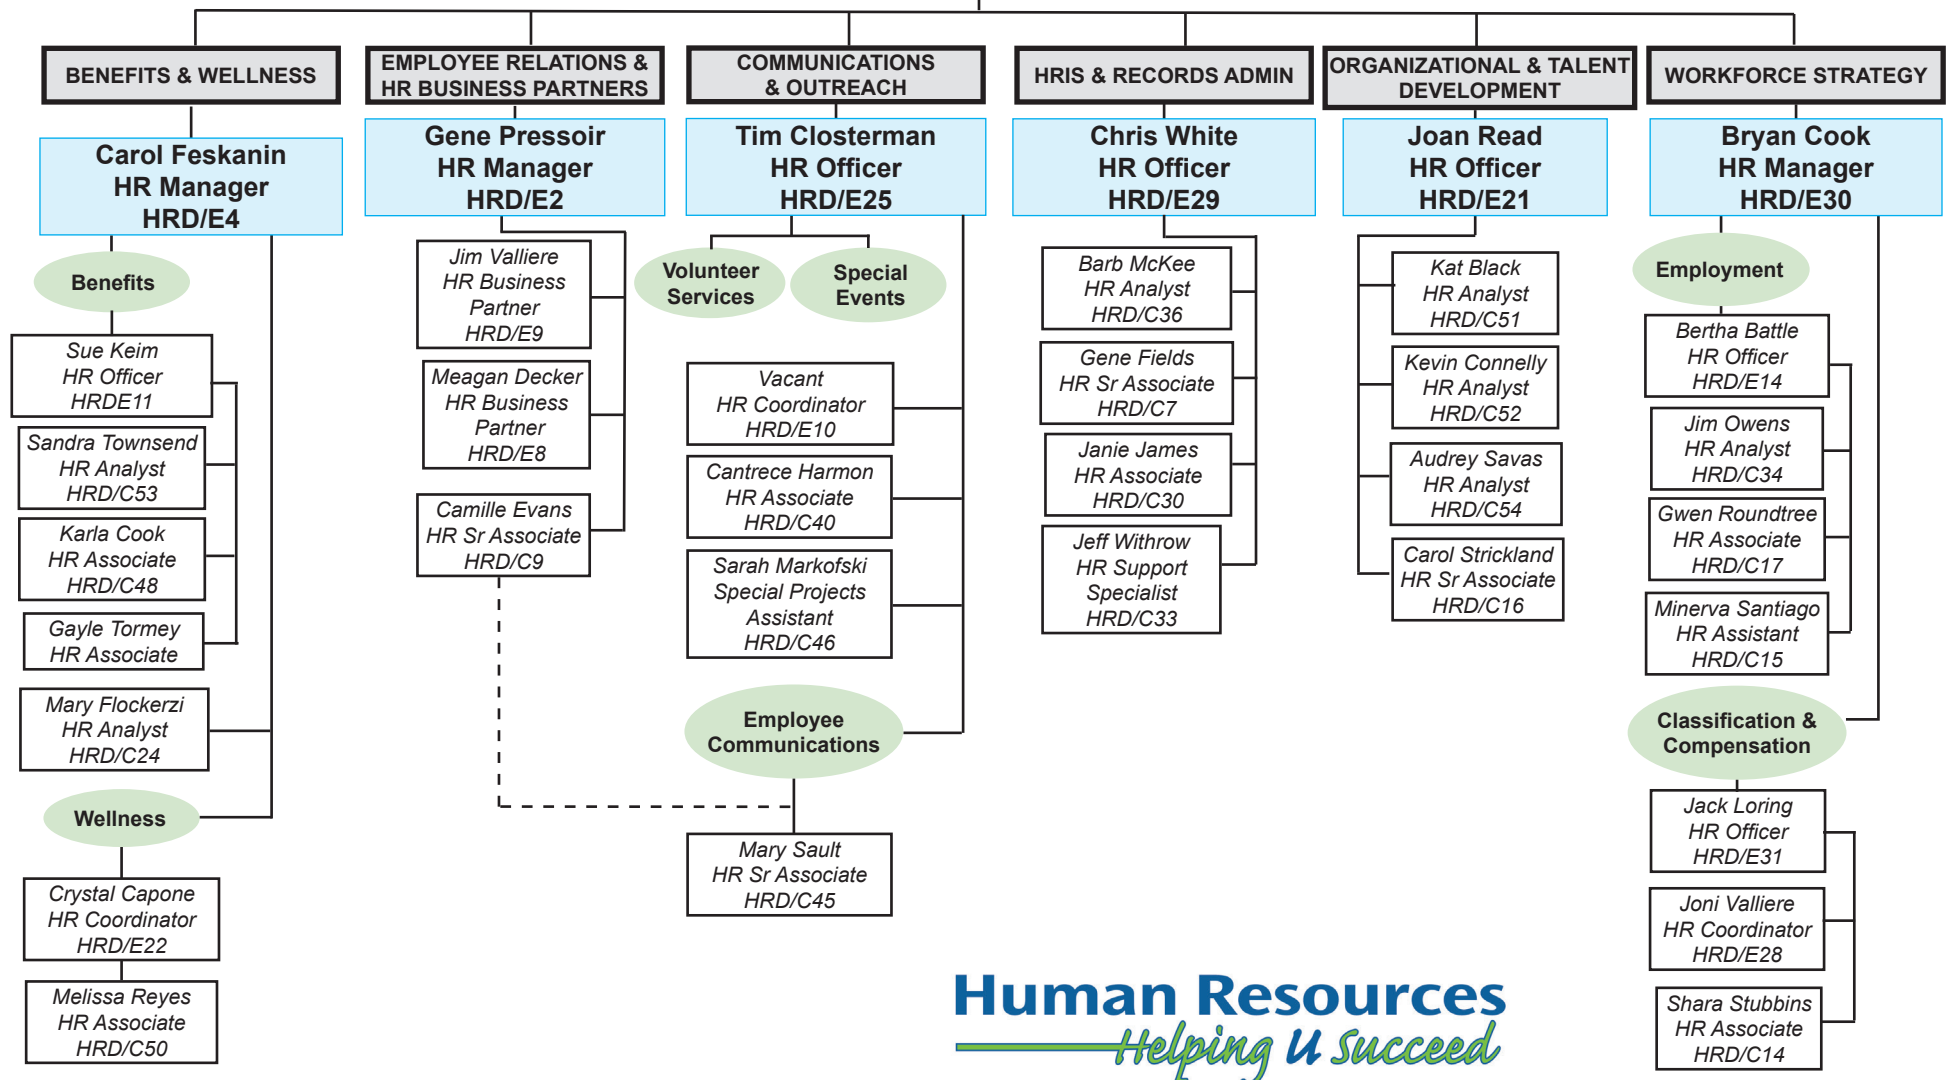 BENEFITS & WELLNESS
Carol Feskanin
HR Manager
HRD/E4
Benefits
Sue Keim
HR Officer
HRDE11
Sandra Townsend
HR Analyst
HRD/C53
Karla Cook
HR Associate
HRD/C48
Gayle Tormey
HR Associate
Mary Flockerzi
HR Analyst
HRD/C24
Wellness
Crystal Capone
HR Coordinator
HRD/E22
Melissa Reyes
HR Associate
HRD/C50
EMPLOYEE RELATIONS &
HR BUSINESS PARTNERS
Gene Pressoir
HR Manager
HRD/E2
Jim Valliere
HR Business
Partner
HRD/E9
Meagan Decker
HR Business
Partner
HRD/E8
Camille Evans
HR Sr Associate
HRD/C9
COMMUNICATIONS
& OUTREACH
Tim Closterman
HR Officer
HRD/E25
Volunteer
Services
Special
Events
Vacant
HR Coordinator
HRD/E10
Cantrece Harmon
HR Associate
HRD/C40
Sarah Markofski
Special Projects
Assistant
HRD/C46
Employee
Communications
Mary Sault
HR Sr Associate
HRD/C45
HRIS & RECORDS ADMIN
Chris White
HR Officer
HRD/E29
Barb McKee
HR Analyst
HRD/C36
Gene Fields
HR Sr Associate
HRD/C7
Janie James
HR Associate
HRD/C30
Jeff Withrow
HR Support
Specialist
HRD/C33
ORGANIZATIONAL & TALENT
DEVELOPMENT
Joan Read
HR Officer
HRD/E21
Kat Black
HR Analyst
HRD/C51
Kevin Connelly
HR Analyst
HRD/C52
Audrey Savas
HR Analyst
HRD/C54
Carol Strickland
HR Sr Associate
HRD/C16
WORKFORCE STRATEGY
Bryan Cook
HR Manager
HRD/E30
Employment
Bertha Battle
HR Officer
HRD/E14
Jim Owens
HR Analyst
HRD/C34
Gwen Roundtree
HR Associate
HRD/C17
Minerva Santiago
HR Assistant
HRD/C15
Classification &
Compensation
Jack Loring
HR Officer
HRD/E31
Joni Valliere
HR Coordinator
HRD/E28
Shara Stubbins
HR Associate
HRD/C14
Human Resources
Helping U Succeed